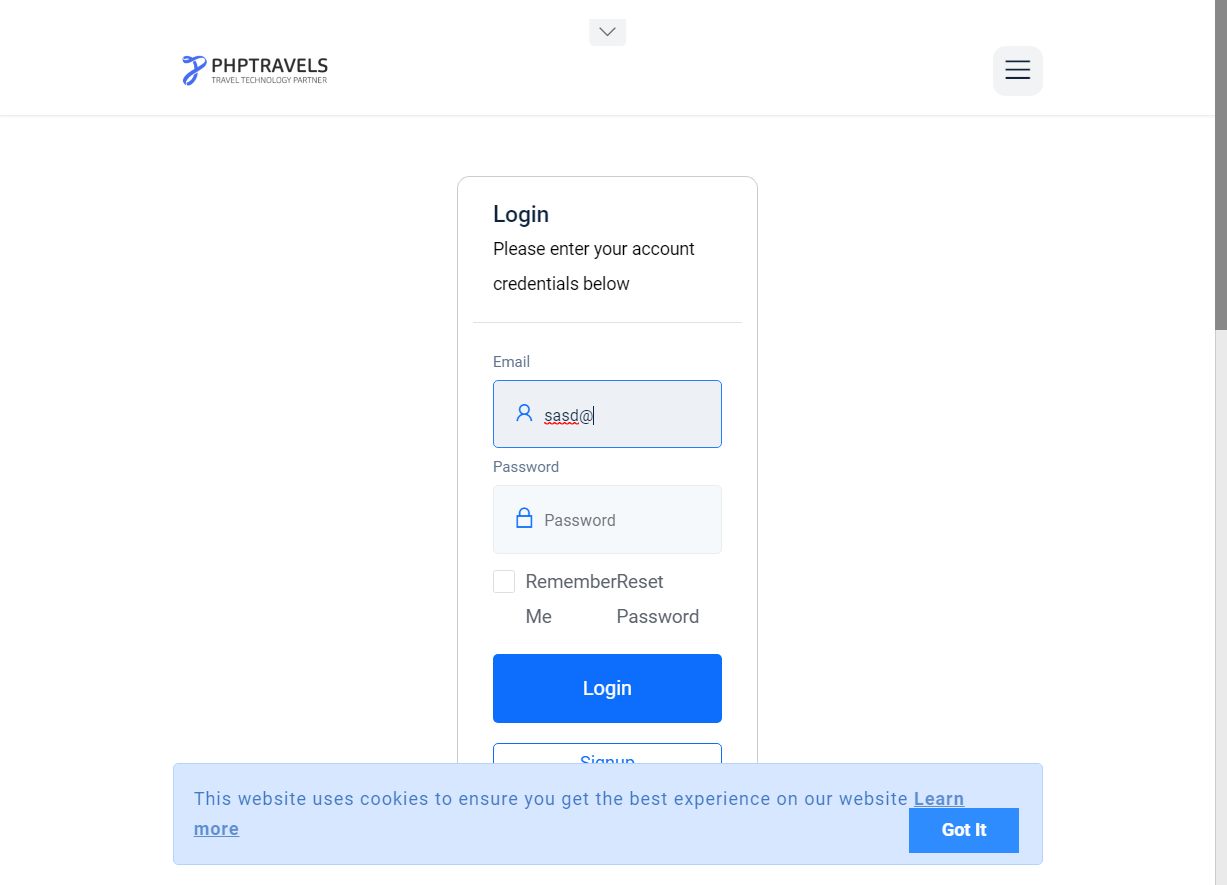 PHPTRAVELS
TRAVEL TECHNOLOGY PARTNER
Login
Please enter your account
credentials below
Email
sasd@
Password
Password
Remember Me
Reset Password
Login
Signup
This website uses cookies to ensure you get the best experience on our website Learn
more
Got It